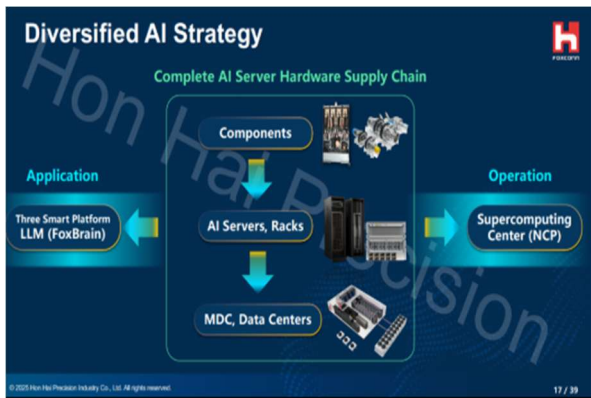 Diversified AI Strategy
FOXCONN
Complete AI Server Hardware Supply Chain
Components
Application
Operation
Three Smart Platform
LLM (FoxBrain)
AI Servers, Racks
Supercomputing
Center (NCP)
MDC, Data Centers
Hon Hai Precision
© 2025 Hon Hai Precision Industry Co., Ltd. All rights reserved.
17 / 39